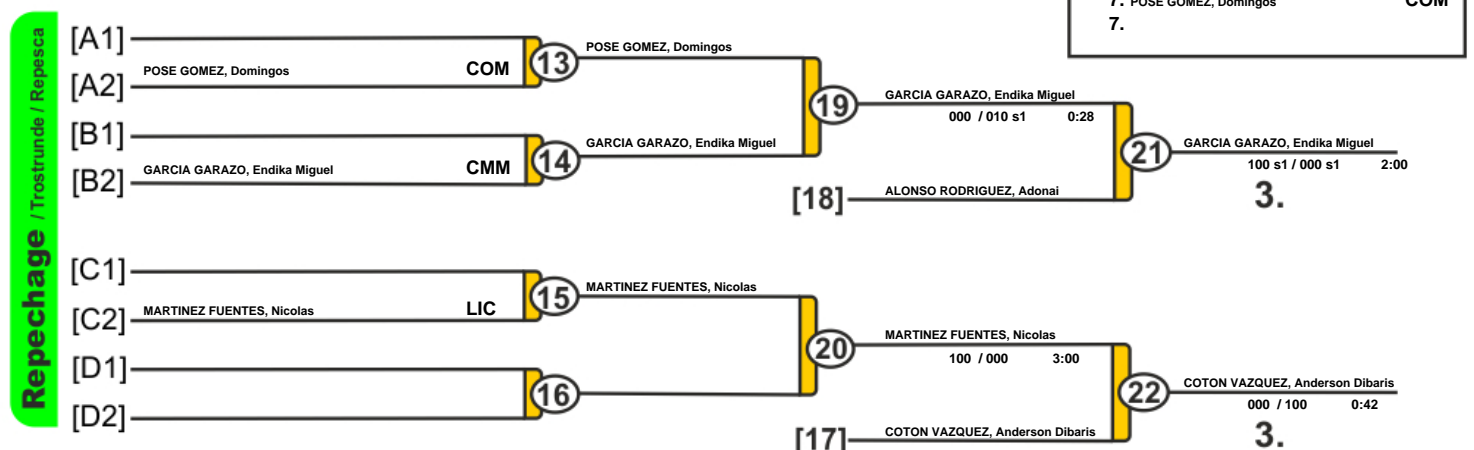 7. POSE GOMEZ, Domingos COM
7.
Repechage / Trostrunde / Repesca
[A1]
POSE GOMEZ, Domingos COM
[A2]
13
POSE GOMEZ, Domingos
[B1]
GARCIA GARAZO, Endika Miguel CMM
[B2]
14
GARCIA GARAZO, Endika Miguel
19
GARCIA GARAZO, Endika Miguel
000 / 010 s1 0:28
[18]
ALONSO RODRIGUEZ, Adonai
21
GARCIA GARAZO, Endika Miguel
100 s1 / 000 s1 2:00
3.
[C1]
MARTINEZ FUENTES, Nicolas LIC
[C2]
15
MARTINEZ FUENTES, Nicolas
[D1]
[D2]
16
20
MARTINEZ FUENTES, Nicolas
100 / 000 3:00
[17]
COTON VAZQUEZ, Anderson Dibaris
22
COTON VAZQUEZ, Anderson Dibaris
000 / 100 0:42
3.